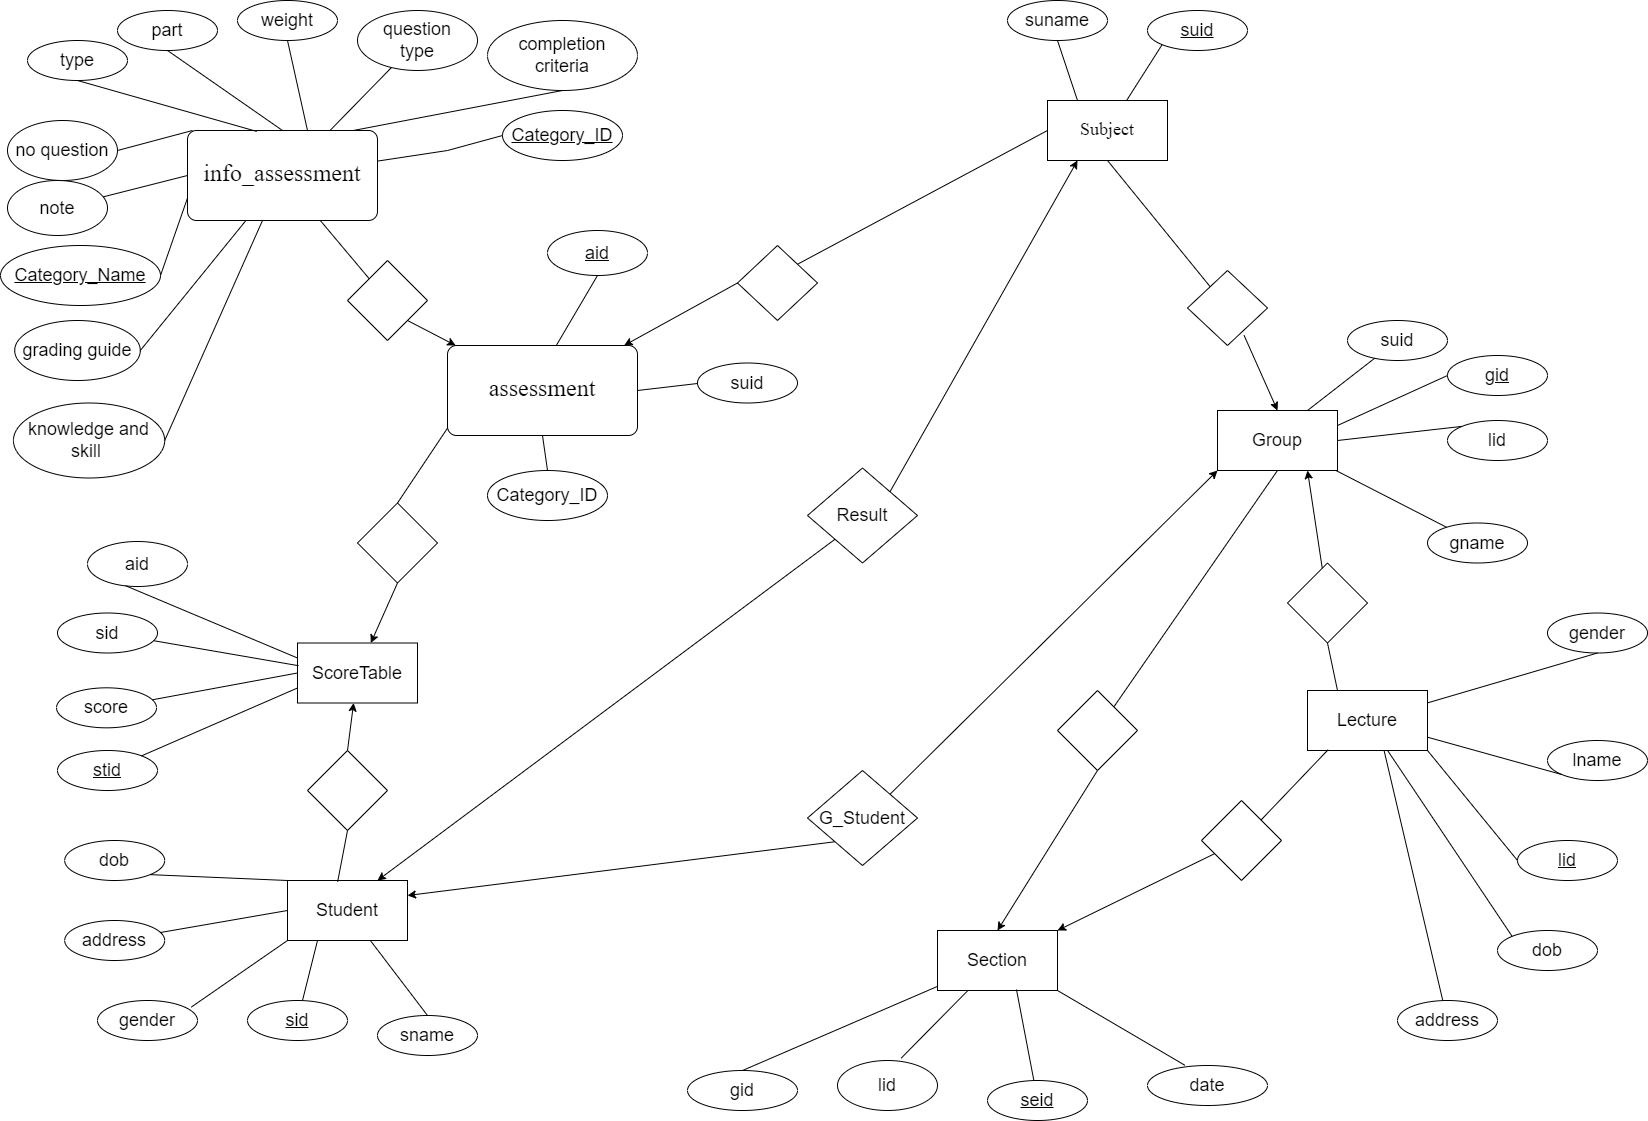 weight
suname
part
question
type
suid
completion
criteria
type
Category_ID
Subject
no question
info_assessment
note
aid
Category_Name
suid
grading guide
suid
gid
assessment
knowledge and
skill
Group
lid
Category_ID
Result
gname
aid
sid
gender
ScoreTable
score
Lecture
stid
lname
G_Student
dob
lid
Student
address
dob
Section
gender
sid
sname
address
gid
lid
seid
date